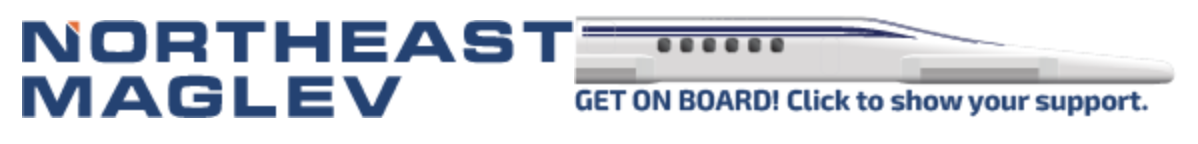 NORTHEAST
MAGLEV
GET ON BOARD! Click to show your support.